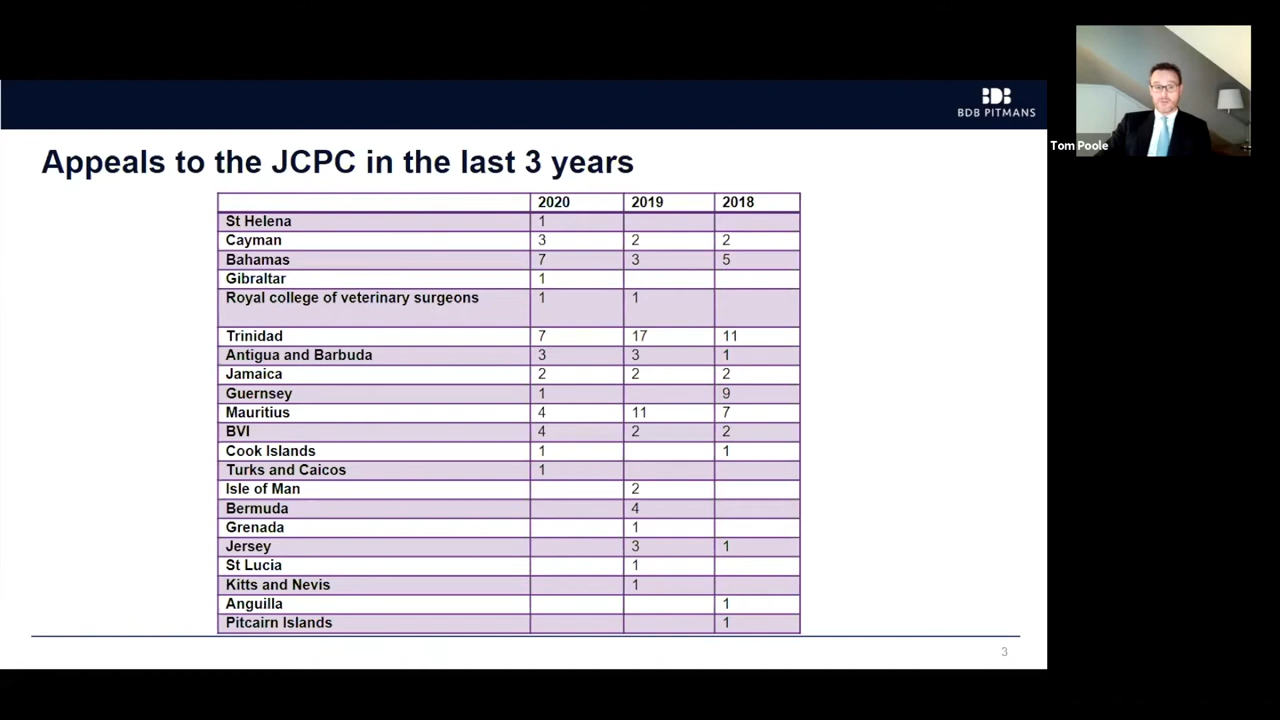 BDB
BDB PITMANS
Tom Poole
Appeals to the JCPC in the last 3 years
2020 2019 2018
St Helena 1
Cayman 3 2 2
Bahamas 7 3 5
Gibraltar 1
Royal college of veterinary surgeons 1 1
Trinidad 7 17 11
Antigua and Barbuda 3 3 1
Jamaica 2 2 2
Guernsey 1 9
Mauritius 4 11 7
BVI 4 2 2
Cook Islands 1 1
Turks and Caicos 1
Isle of Man 2
Bermuda 4
Grenada 1
Jersey 3 1
St Lucia 1
Kitts and Nevis 1
Anguilla 1
Pitcairn Islands 1
3